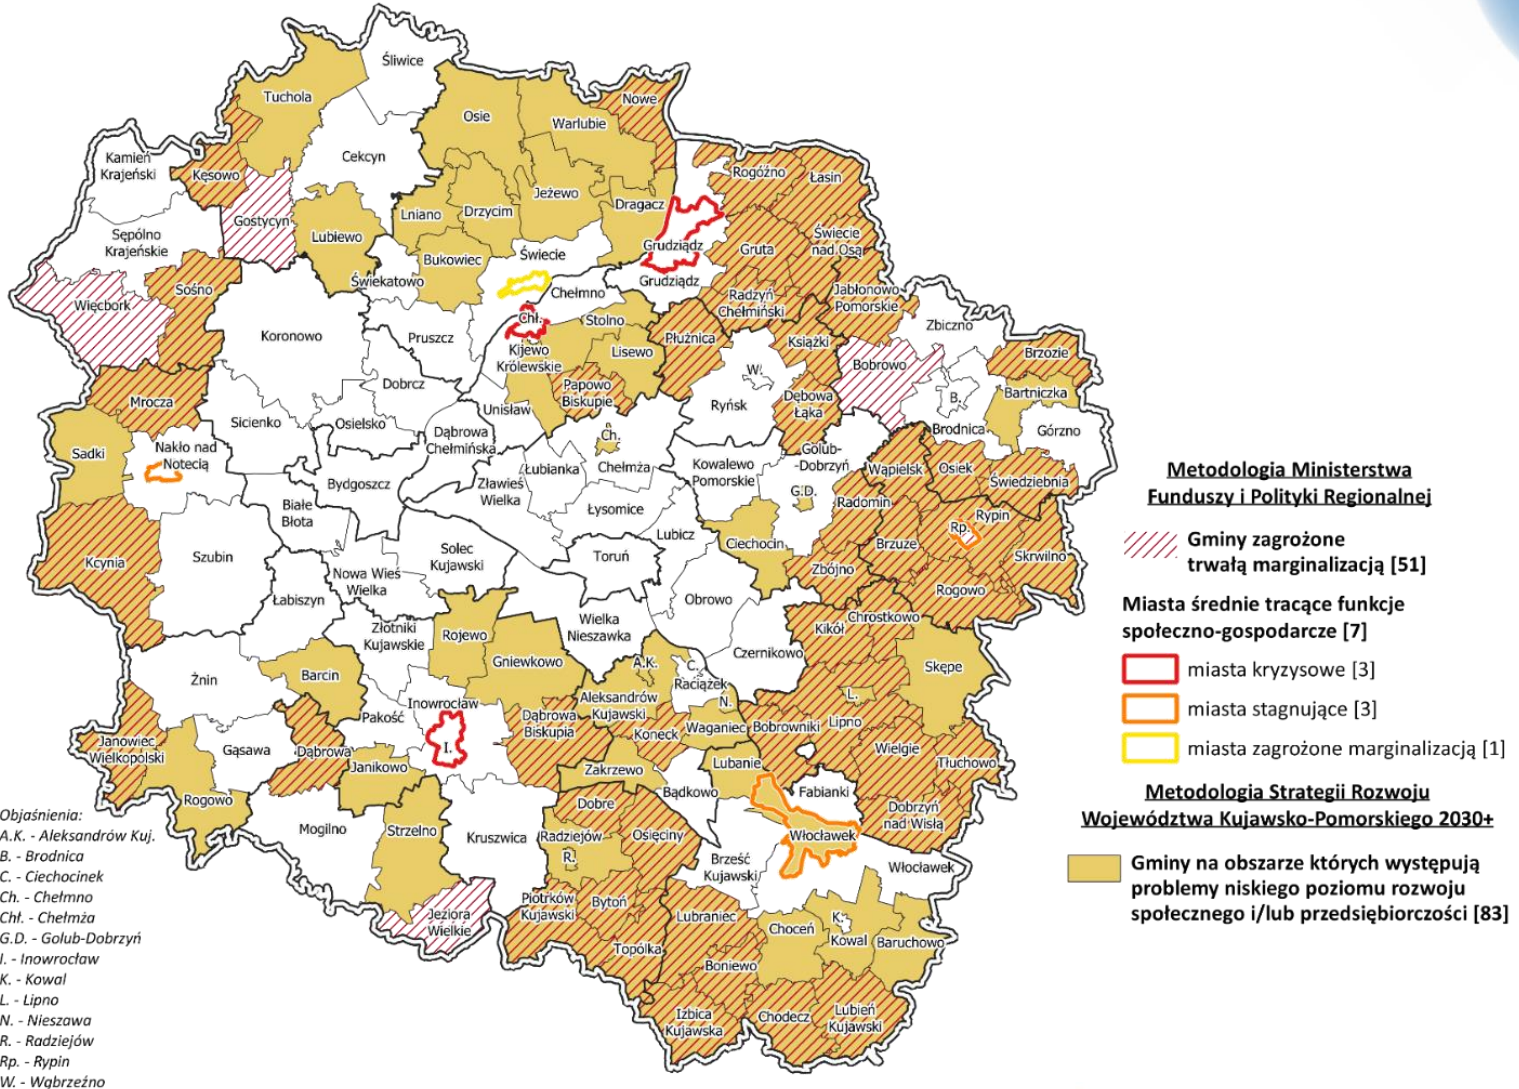 Śliwice
Tuchola
Nowe
Osie
Warlubie
Kamień
Krajeński
Cekcyn
Kęsowo
Rogóźno
Łasin
Jeżewo
Gostycyn
Lniano
Drzycim
Dragacz
Sępólno
Krajeńskie
Lubiewo
Świecie
nad Osą
Grudziądz
Gruta
Świecie
Bukowiec
Świekatowo
Grudziądz
Sośno
Chełmno
Radzyń
Chełmiński
Jabłonowo
Pomorskie
Więcbork
Chł.
Stolno
Zbiczno
Koronowo
Pruszcz
Płużnica
Książki
Kijewo
Królewskie
Lisewo
Brzozie
Bobrowo
W.
Dobrcz
Papowo
Biskupie
Bartniczka
Mrocza
Dębowa
Łąka
B.
Unisław
Ryńsk
Sicienko
Osielsko
Brodnica
Górzno
Dąbrowa
Chełmińska
Ch.
Nakło nad
Notecią
Golub-
-Dobrzyń
Sadki
Łubianka
Chełmża
Kowalewo
Pomorskie
Wąpielsk
Osiek
Świedziebnia
Bydgoszcz
Zławieś
Wielka
G.D.
Radomin
Białe
Błota
Łysomice
Rypin
Rp.
Lubicz
Ciechocin
Brzuze
Szubin
Solec
Kujawski
Toruń
Skrwilno
Kcynia
Zbójno
Nowa Wieś
Wielka
Rogowo
Łabiszyn
Obrowo
Chrostkowo
Wielka
Nieszawka
Kikół
Złotniki
Kujawskie
Rojewo
Czernikowo
Gniewkowo
A.K.
C.
Skępe
Żnin
Barcin
Raciążek
L.
Inowrocław
Aleksandrów
Kujawski
N.
Pakość
Dąbrowa
Biskupia
Koneck
Waganiec
Bobrowniki
Lipno
Janowiec
Wielkopolski
Gąsawa
Dąbrowa
I.
Wielgie
Janikowo
Zakrzewo
Lubanie
Tłuchowo
Bądkowo
Fabianki
Rogowo
Dobre
Dobrzyń
nad Wisłą
Mogilno
Strzelno
Kruszwica
Radziejów
Osięciny
Włocławek
R.
Brześć
Kujawski
Włocławek
Piotrków
Kujawski
Bytoń
Jeziora
Wielkie
Lubraniec
K.
Choceń
Kowal
Baruchowo
Topólka
Boniewo
Izbica
Kujawska
Chodecz
Lubień
Kujawski
Objaśnienia:
A.K. - Aleksandrów Kuj.
B. - Brodnica
C. - Ciechocinek
Ch. - Chełmno
Chł. - Chełmża
G.D. - Golub-Dobrzyń
I. - Inowrocław
K. - Kowal
L. - Lipno
N. - Nieszawa
R. - Radziejów
Rp. - Rypin
W. - Wąbrzeźno
Metodologia Ministerstwa
Funduszy i Polityki Regionalnej
Gminy zagrożone
trwałą marginalizacją [51]
Miasta średnie tracące funkcje
społeczno-gospodarcze [7]
miasta kryzysowe [3]
miasta stagnujące [3]
miasta zagrożone marginalizacją [1]
Metodologia Strategii Rozwoju
Województwa Kujawsko-Pomorskiego 2030+
Gminy na obszarze których występują
problemy niskiego poziomu rozwoju
społecznego i/lub przedsiębiorczości [83]